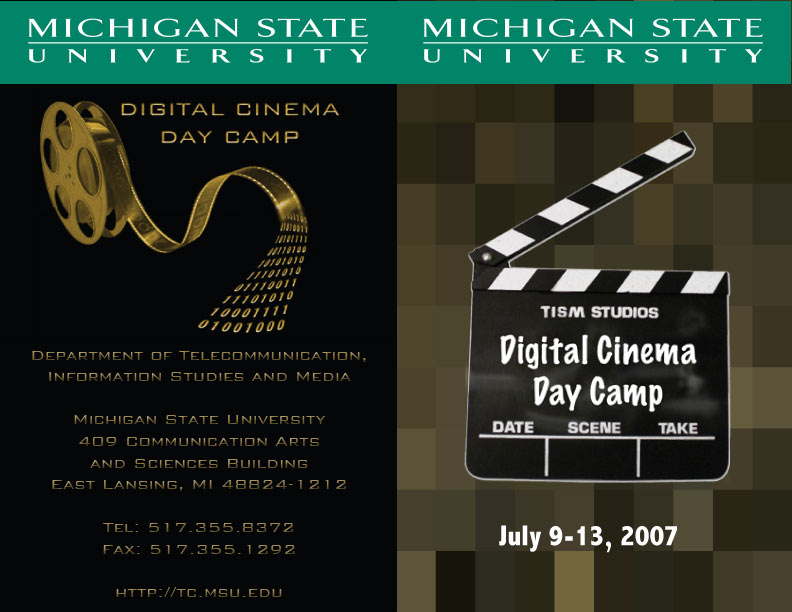 MICHIGAN STATE
UNIVERSITY
DIGITAL CINEMA
DAY CAMP
01001000
DEPARTMENT OF TELECOMMUNICATION,
INFORMATION STUDIES AND MEDIA
MICHIGAN STATE UNIVERSITY
409 COMMUNICATION ARTS
AND SCIENCES BUILDING
EAST LANSING, MI 48824-1212
TEL: 517.355.8372
FAX: 517.355.1292
HTTP://TC.MSU.EDU
MICHIGAN STATE
UNIVERSITY
TISM STUDIOS
Digital Cinema
Day Camp
DATE SCENE TAKE
July 9-13, 2007